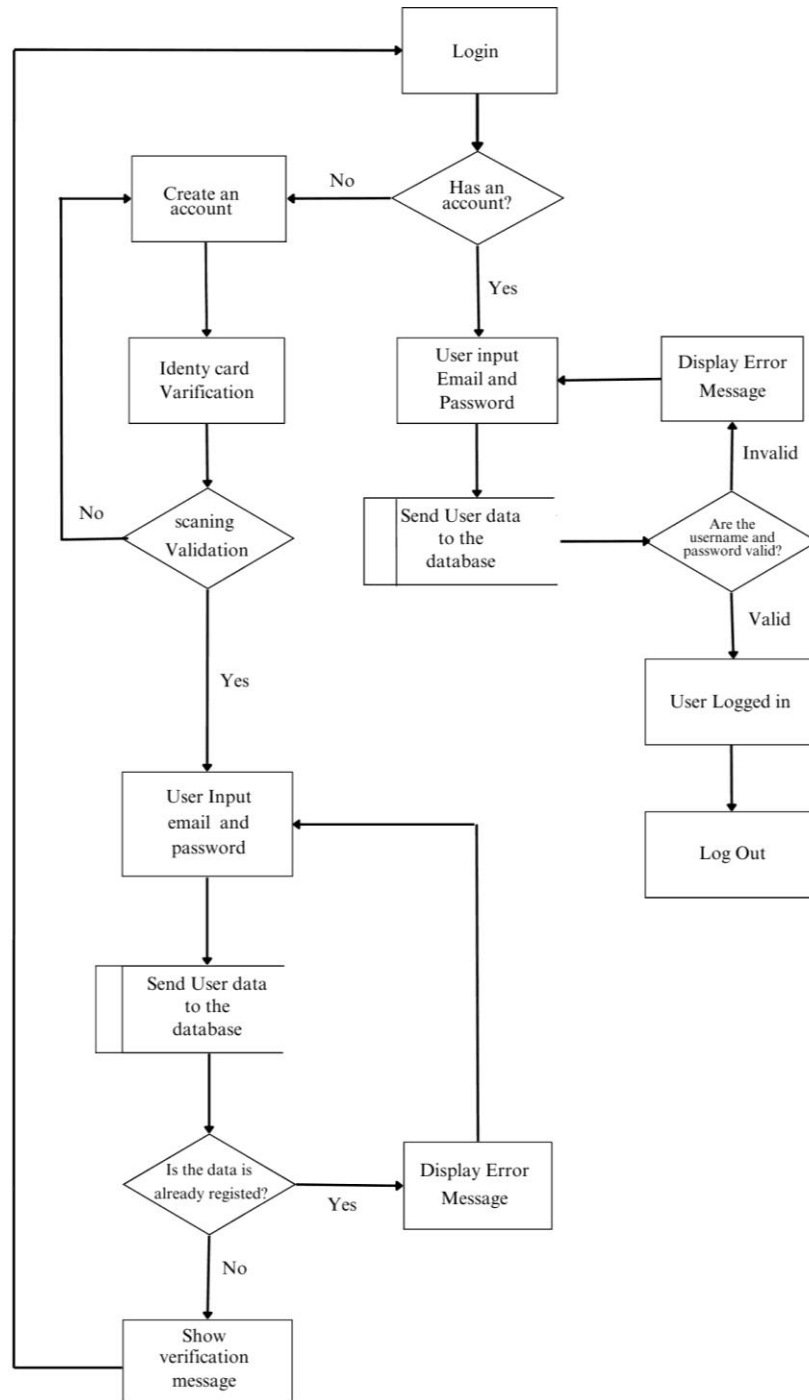 Login
Has an
account?
No
Create an
account
Yes
Identy card
Varification
User input
Email and
Password
Display Error
Message
Invalid
No
scaning
Validation
Send User data
to the
database
Are the
username and
password valid?
Valid
Yes
User Logged in
User Input
email and
password
Log Out
Send User data
to the
database
Is the data is
already registed?
Yes
Display Error
Message
No
Show
verification
message